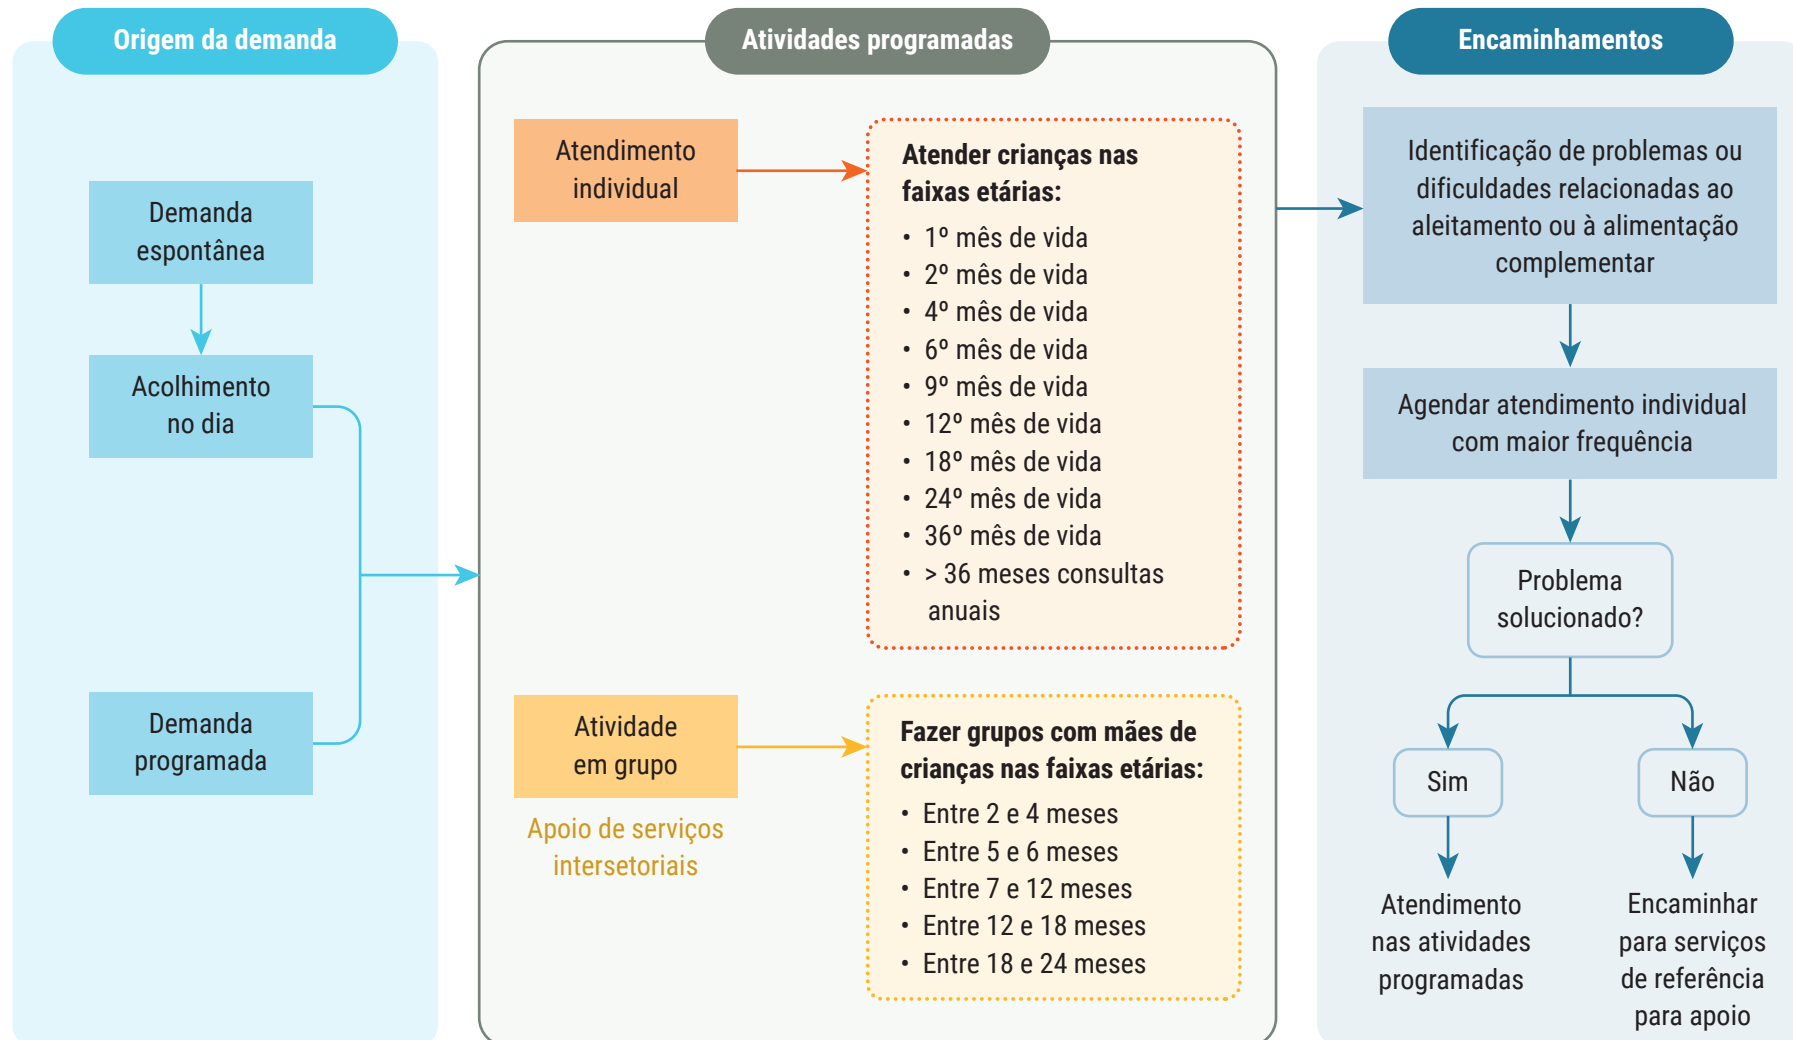 Origem da demanda
Demanda
espontânea
Acolhimento
no dia
Demanda
programada
Atividades programadas
Atendimento
individual
Atender crianças nas
faixas etárias:
• 1º mês de vida
• 2º mês de vida
• 4º mês de vida
• 6º mês de vida
• 9º mês de vida
• 12º mês de vida
• 18º mês de vida
• 24º mês de vida
• 36º mês de vida
• > 36 meses consultas
anuais
Atividade
em grupo
Apoio de serviços
intersetoriais
Fazer grupos com mães de
crianças nas faixas etárias:
• Entre 2 e 4 meses
• Entre 5 e 6 meses
• Entre 7 e 12 meses
• Entre 12 e 18 meses
• Entre 18 e 24 meses
Encaminhamentos
Identificação de problemas ou
dificuldades relacionadas ao
aleitamento ou à alimentação
complementar
Agendar atendimento individual
com maior frequência
Problema
solucionado?
Sim
Atendimento
nas atividades
programadas
Não
Encaminhar
para serviços
de referência
para apoio